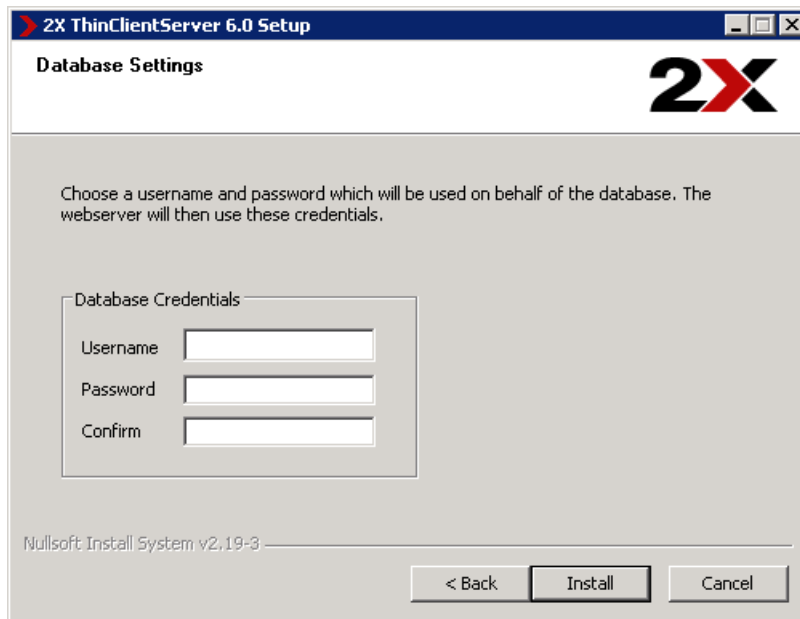 2X ThinClientServer 6.0 Setup
Database Settings
2X
Choose a username and password which will be used on behalf of the database. The
webserver will then use these credentials.
Database Credentials
Username
Password
Confirm
Nullsoft Install System v2.19-3
< Back
Install
Cancel